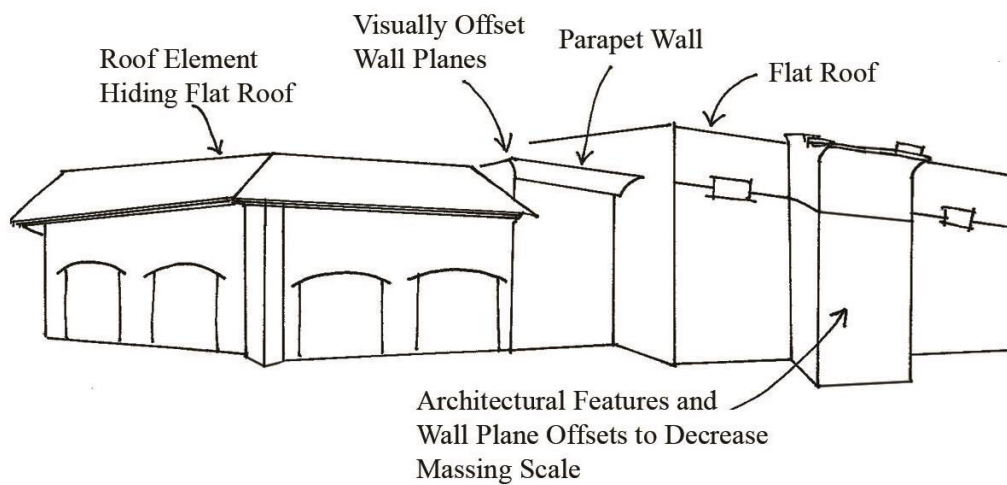 Visually Offset
Wall Planes
Parapet Wall
Roof Element
Hiding Flat Roof
Flat Roof
Architectural Features and
Wall Plane Offsets to Decrease
Massing Scale